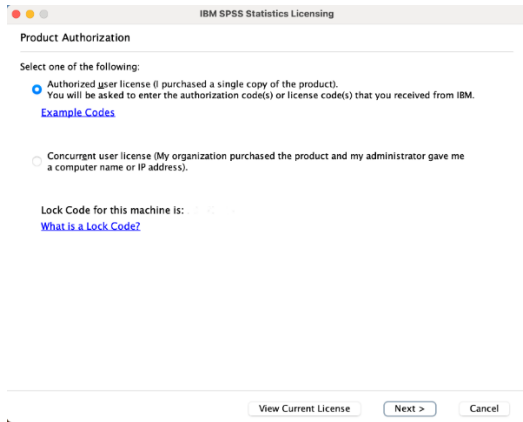 IBM SPSS Statistics Licensing
Product Authorization
Select one of the following:
Authorized user license (I purchased a single copy of the product).
You will be asked to enter the authorization code(s) or license code(s) that you received from IBM.
Example Codes
Concurrent user license (My organization purchased the product and my administrator gave me
a computer name or IP address).
Lock Code for this machine is:
What is a Lock Code?
View Current License Next > Cancel